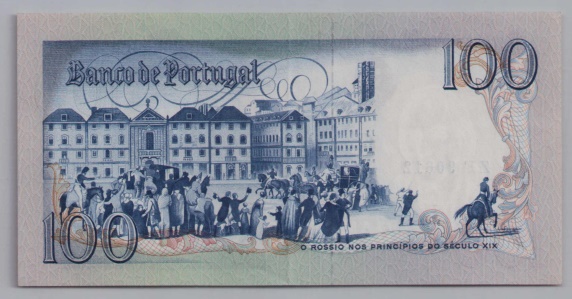 Banco de Portugal
100
100
O ROSSIO NOS PRINCÍPIOS DO SÉCULO XIX